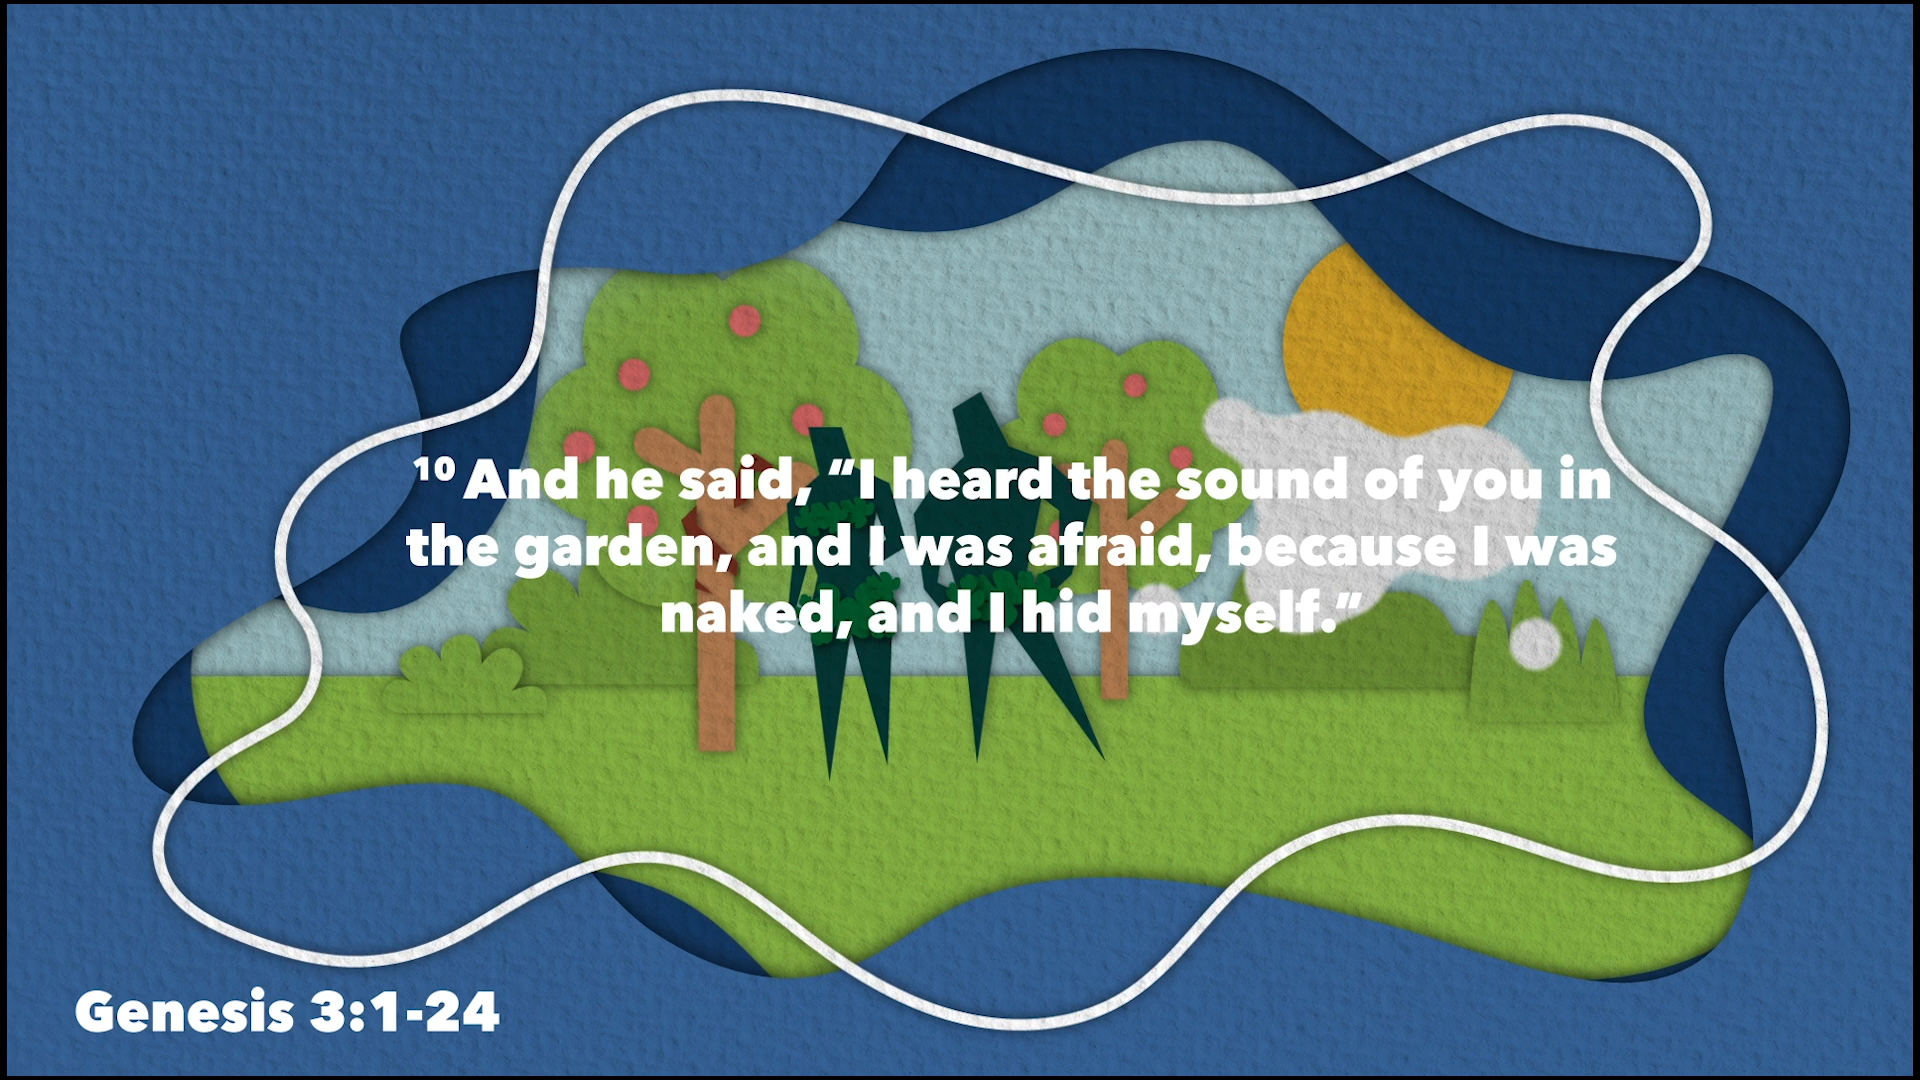 ¹⁰ And he said, “I heard the sound of you in
the garden, and I was afraid, because I was
naked, and I hid myself.”
Genesis 3:1-24